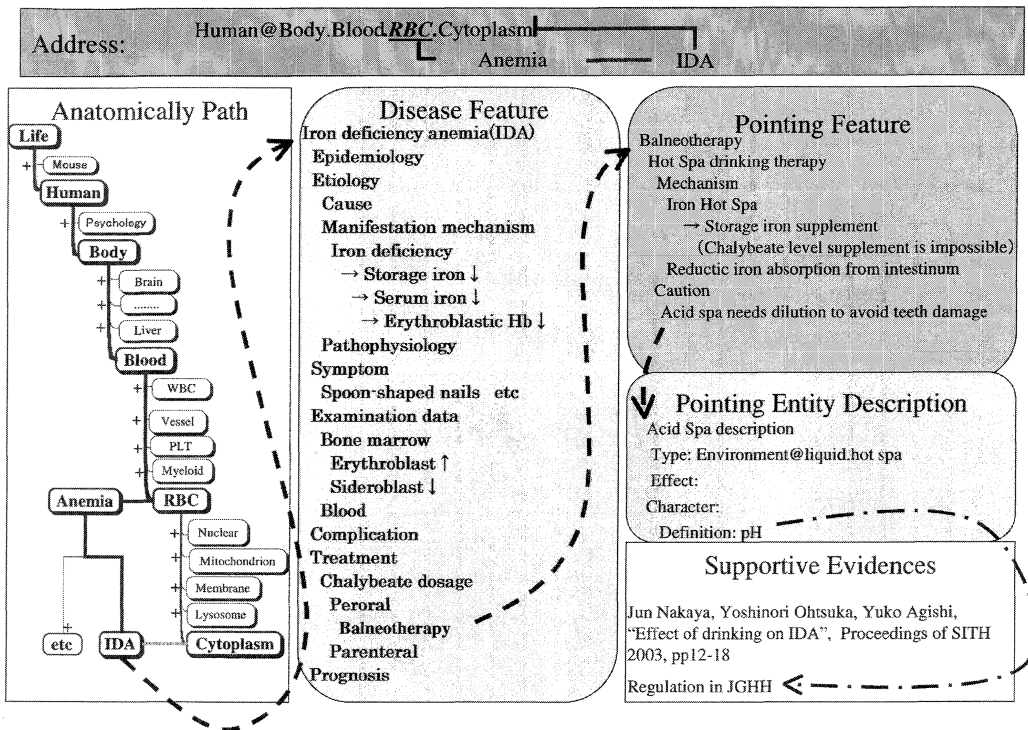 Address:
Human@Body.Blood.RBC.Cytoplasm
Anemia
IDA
Anatomically Path
Life
Mouse
Human
Psychology
Body
Brain
........
Liver
Blood
WBC
Vessel
PLT
Myeloid
Anemia
RBC
Nuclear
Mitochondrion
Membrane
Lysosome
etc
IDA
Cytoplasm
Disease Feature
Iron deficiency anemia(IDA)
Epidemiology
Etiology
Cause
Manifestation mechanism
Iron deficiency
→ Storage iron ↓
→ Serum iron ↓
→ Erythroblastic Hb ↓
Pathophysiology
Symptom
Spoon-shaped nails etc
Examination data
Bone marrow
Erythroblast ↑
Sideroblast ↓
Blood
Complication
Treatment
Chalybeate dosage
Peroral
Balneotherapy
Parenteral
Prognosis
Pointing Feature
Balneotherapy
Hot Spa drinking therapy
Mechanism
Iron Hot Spa
→ Storage iron supplement
(Chalybeate level supplement is impossible)
Reductic iron absorption from intestinum
Caution
Acid spa needs dilution to avoid teeth damage
Pointing Entity Description
Acid Spa description
Type: Environment@liquid.hot spa
Effect:
Character:
Definition: pH
Supportive Evidences
Jun Nakaya, Yoshinori Ohtsuka, Yuko Agishi,
“Effect of drinking on IDA”, Proceedings of SITH
2003, pp12-18
Regulation in JGHH